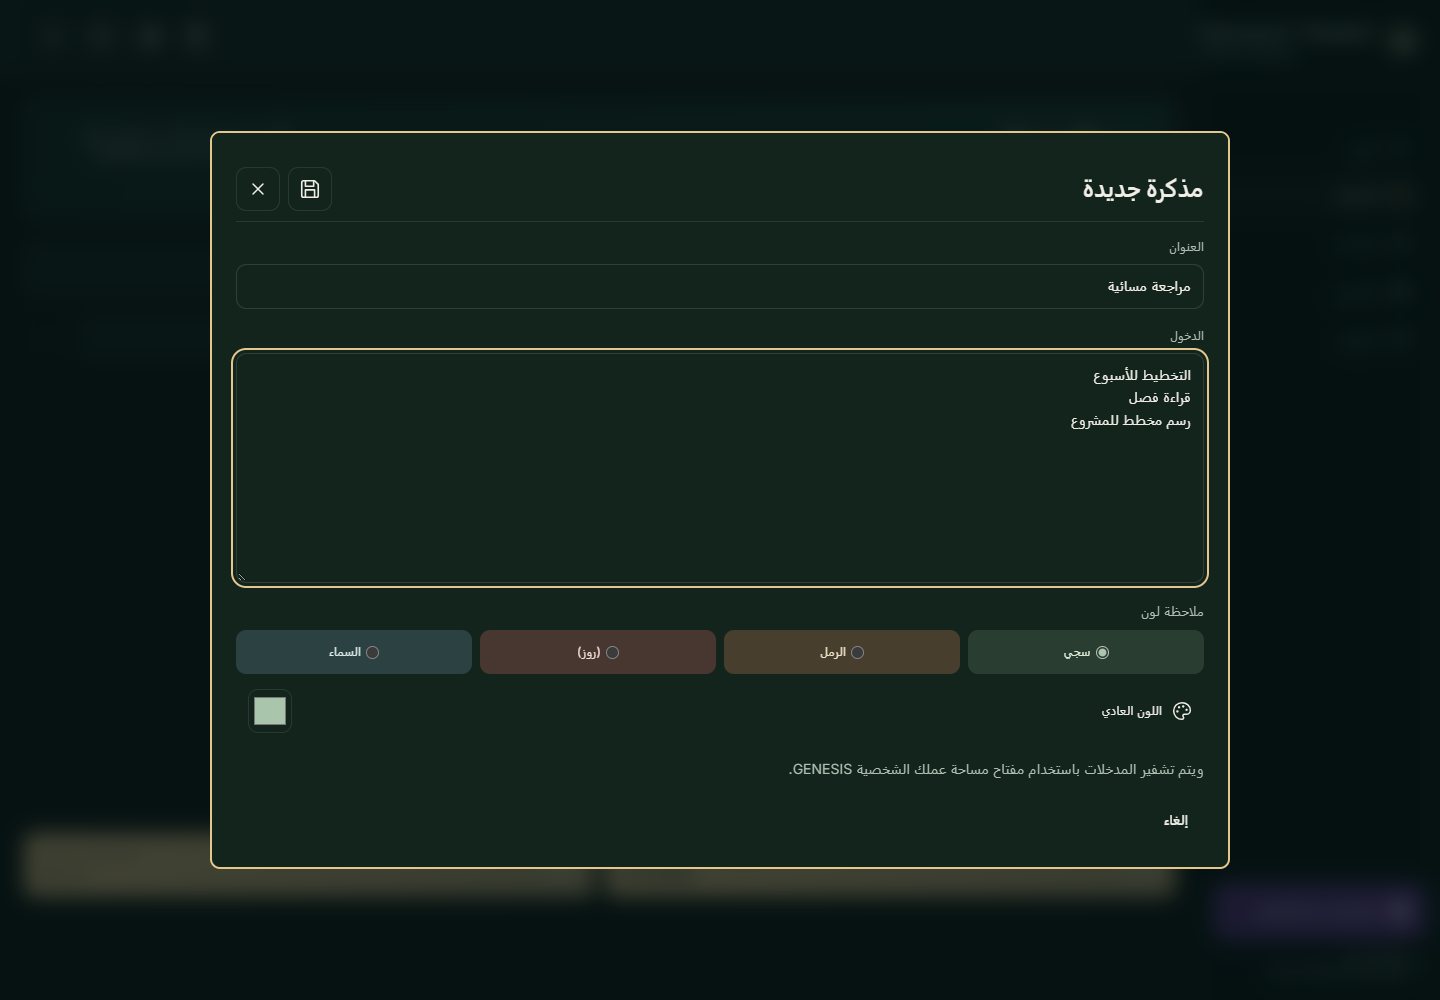 مذكرة جديدة
العنوان
مراجعة مسائية
الدخول
التخطيط للأسبوع
قراءة فصل
رسم مخطط للمشروع
ملاحظة لون
سجي
الرمل
(روز)
السماء
اللون العادي
ويتم تشفير المدخلات باستخدام مفتاح مساحة عملك الشخصية GENESIS.
إلغاء